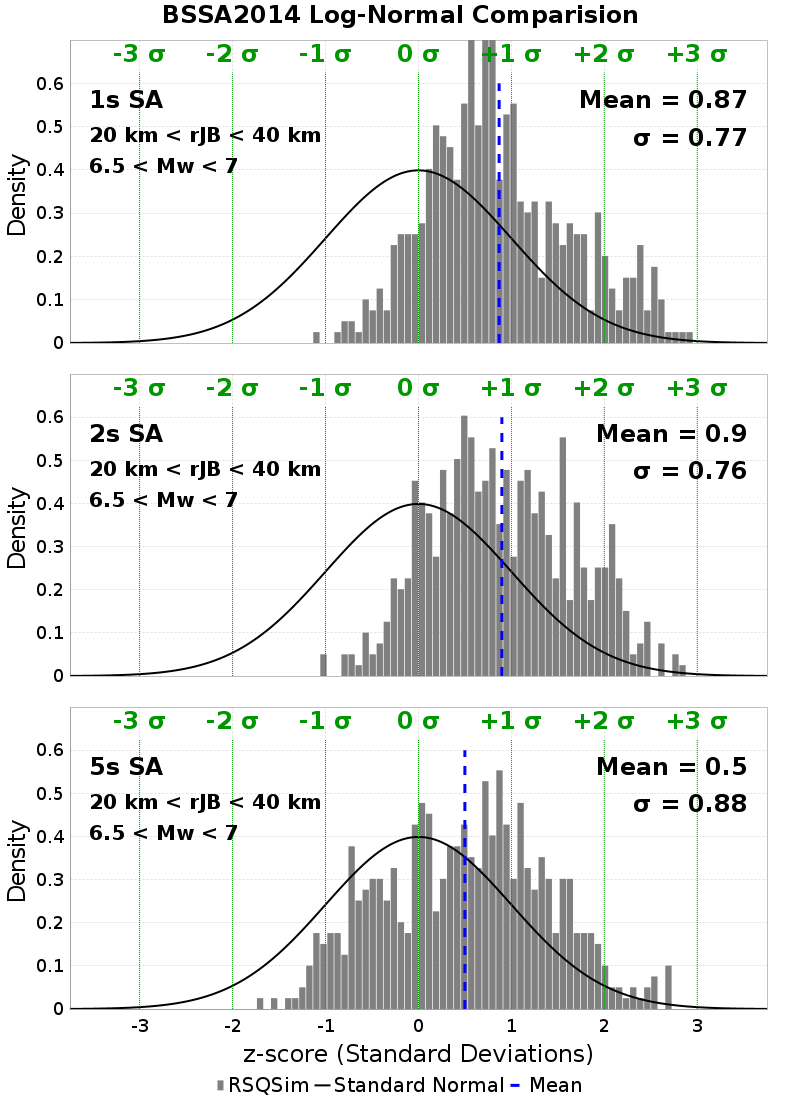 BSSA2014 Log-Normal Comparision
-3 σ -2 σ -1 σ 0 σ +1 σ +2 σ +3 σ
1s SA
20 km < rJB < 40 km
6.5 < Mw < 7
Mean = 0.87
σ = 0.77
Density
0.6
0.5
0.4
0.3
0.2
0.1
0
-3 σ -2 σ -1 σ 0 σ +1 σ +2 σ +3 σ
2s SA
20 km < rJB < 40 km
6.5 < Mw < 7
Mean = 0.9
σ = 0.76
Density
0.6
0.5
0.4
0.3
0.2
0.1
0
-3 σ -2 σ -1 σ 0 σ +1 σ +2 σ +3 σ
5s SA
20 km < rJB < 40 km
6.5 < Mw < 7
Mean = 0.5
σ = 0.88
Density
0.6
0.5
0.4
0.3
0.2
0.1
0
-3 -2 -1 0 1 2 3
z-score (Standard Deviations)
RSQSim Standard Normal Mean